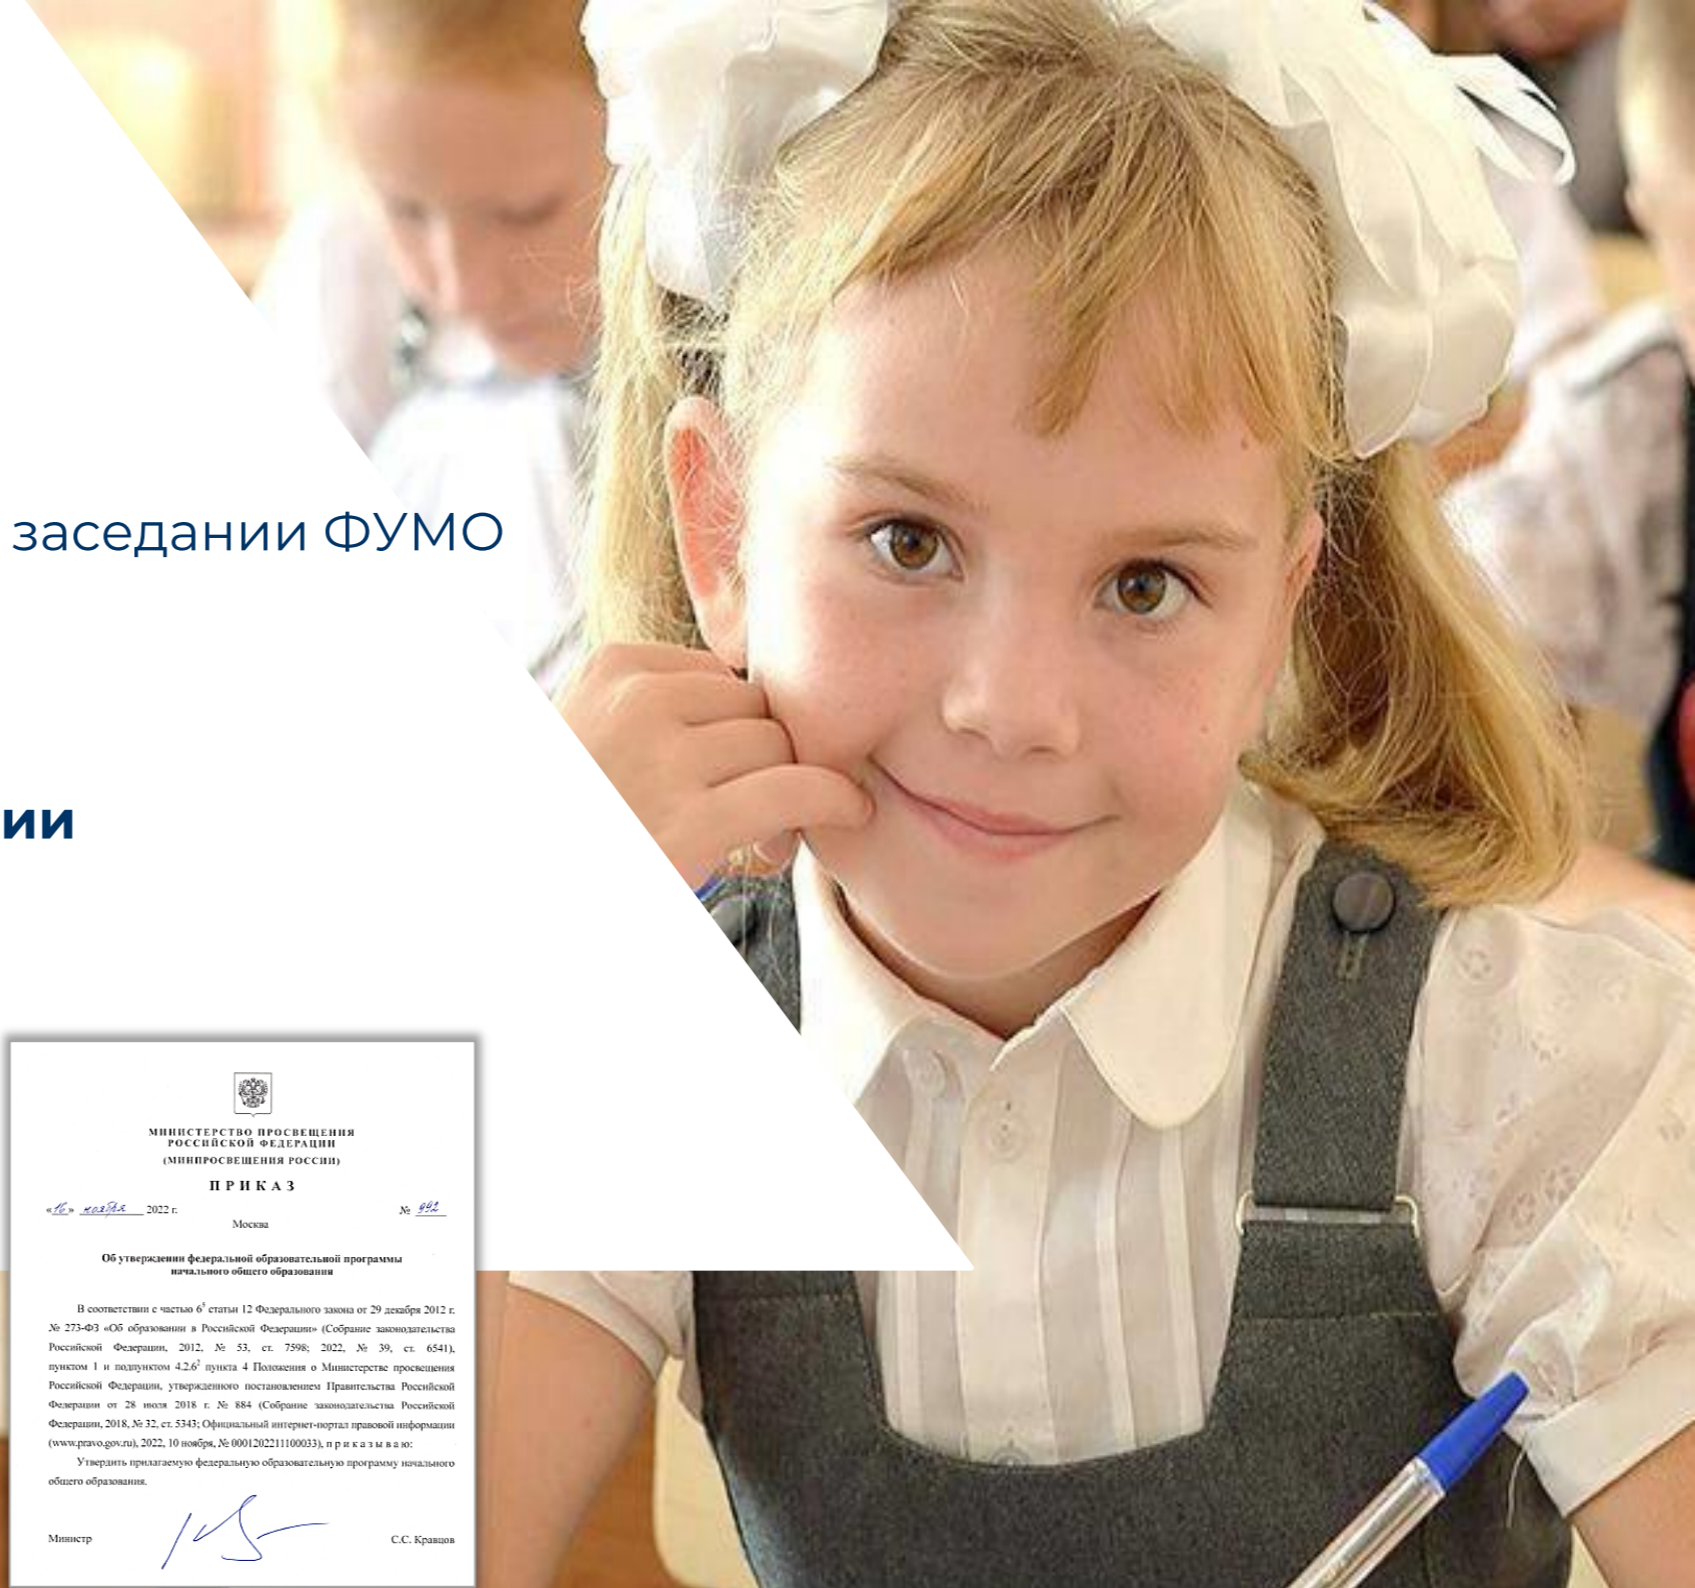 заседании ФУМО
ии
МИНИСТЕРСТВО ПРОСВЕЩЕНИЯ
РОССИЙСКОЙ ФЕДЕРАЦИИ
(МИНПРОСВЕЩЕНИЯ РОССИИ)
ПРИКАЗ
«16» ноября 2022 г. № 992
Москва
Об утверждении федеральной образовательной программы
начального общего образования
В соответствии с частью 6⁵ статьи 12 Федерального закона от 29 декабря 2012 г.
№ 273-ФЗ «Об образовании в Российской Федерации» (Собрание законодательства
Российской Федерации, 2012, № 53, ст. 7598; 2022, № 39, ст. 6541),
пунктом 1 и подпунктом 4.2.6² пункта 4 Положения о Министерстве просвещения
Российской Федерации, утвержденного постановлением Правительства Российской
Федерации от 28 июля 2018 г. № 884 (Собрание законодательства Российской
Федерации, 2018, № 32, ст. 5343; Официальный интернет-портал правовой информации
(www.pravo.gov.ru), 2022, 10 ноября, № 0001202211100033), п р и к а з ы в а ю:
Утвердить прилагаемую федеральную образовательную программу начального
общего образования.
Министр С.С. Кравцов